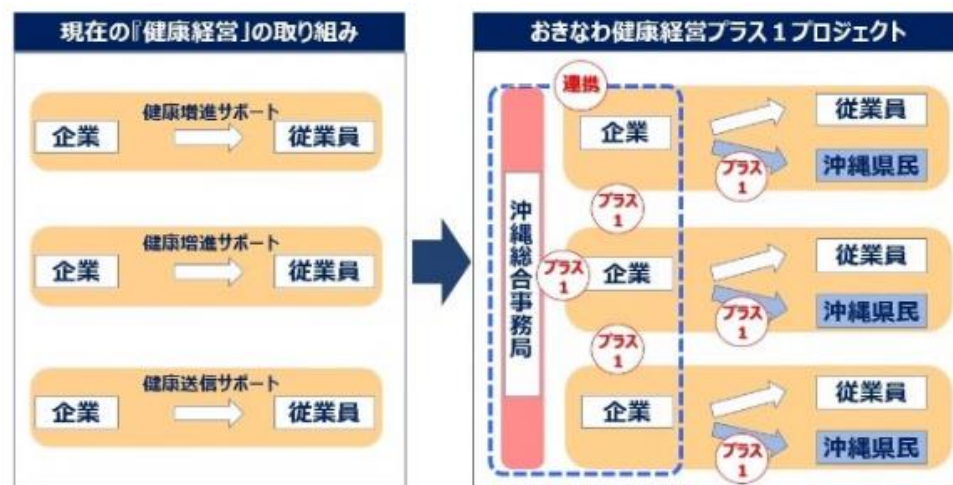 現在の『健康経営』の取り組み
健康増進サポート
企業
従業員
健康増進サポート
企業
従業員
健康送信サポート
企業
従業員
おきなわ健康経営プラス1プロジェクト
沖縄総合事務局
連携
企業
従業員
プラス
1
沖縄県民
プラス
1
プラス
1
企業
従業員
プラス
1
沖縄県民
プラス
1
企業
従業員
プラス
1
沖縄県民